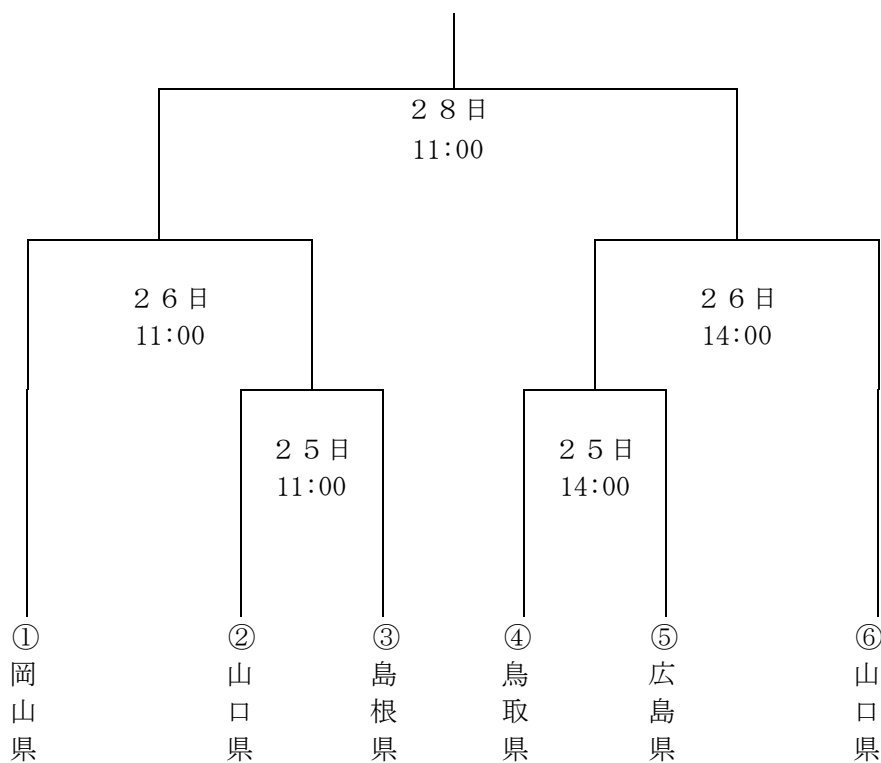 ２８日
11:00
２６日
11:00
２６日
14:00
２５日
11:00
２５日
14:00
①岡山県
②山口県
③島根県
④鳥取県
⑤広島県
⑥山口県